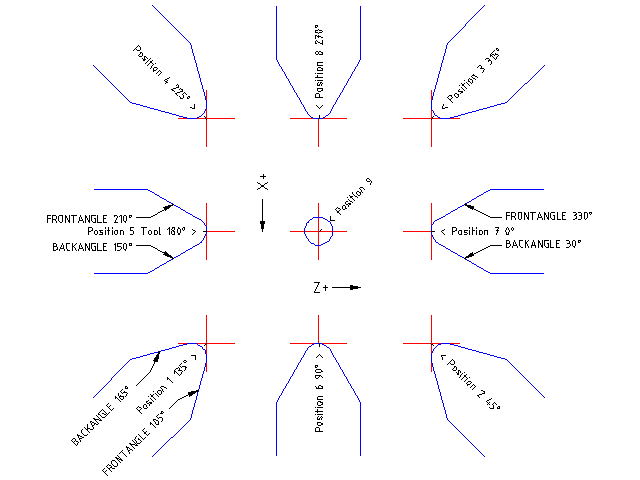 Position 4 225°
Position 8 270°
Position 3 315°
X+
Position 9
FRONTANGLE 210°
Position 5 Tool 180°
BACKANGLE 150°
FRONTANGLE 330°
Position 7 0°
BACKANGLE 30°
Z+
BACKANGLE 165°
Position 1 135°
FRONTANGLE 105°
Position 6 90°
Position 2 45°